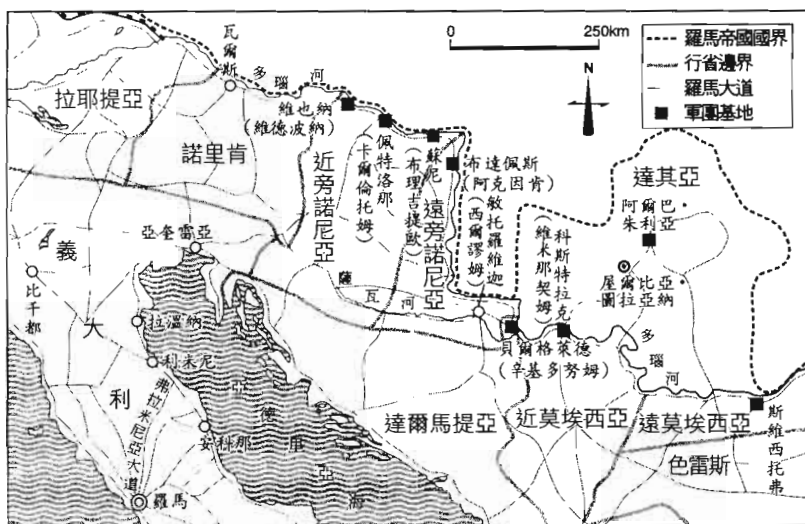 0
250km
N
羅馬帝國國界
行省邊界
羅馬大道
軍團基地
瓦爾斯
多瑙河
拉耶提亞
諾里肯
維也納
(維德波納)
佩特洛那
(卡爾倫托姆)
蘇尼
(布理吉提歐)
布達佩斯
(阿克因肯)
近旁諾尼亞
遠旁諾尼亞
敏托羅維迦
(西爾謬姆)
科斯特拉克
(維米那契姆)
達其亞
阿爾巴
朱利亞
屋爾比亞
圖拉亞納
亞奎雷亞
義大利
比千都
拉溫納
利米尼
弗拉米尼亞大道
安科那
羅馬
亞德里亞海
薩瓦河
貝爾格萊德
(辛基多努姆)
多瑙河
達爾馬提亞
近莫埃西亞
遠莫埃西亞
色雷斯
斯維西托弗